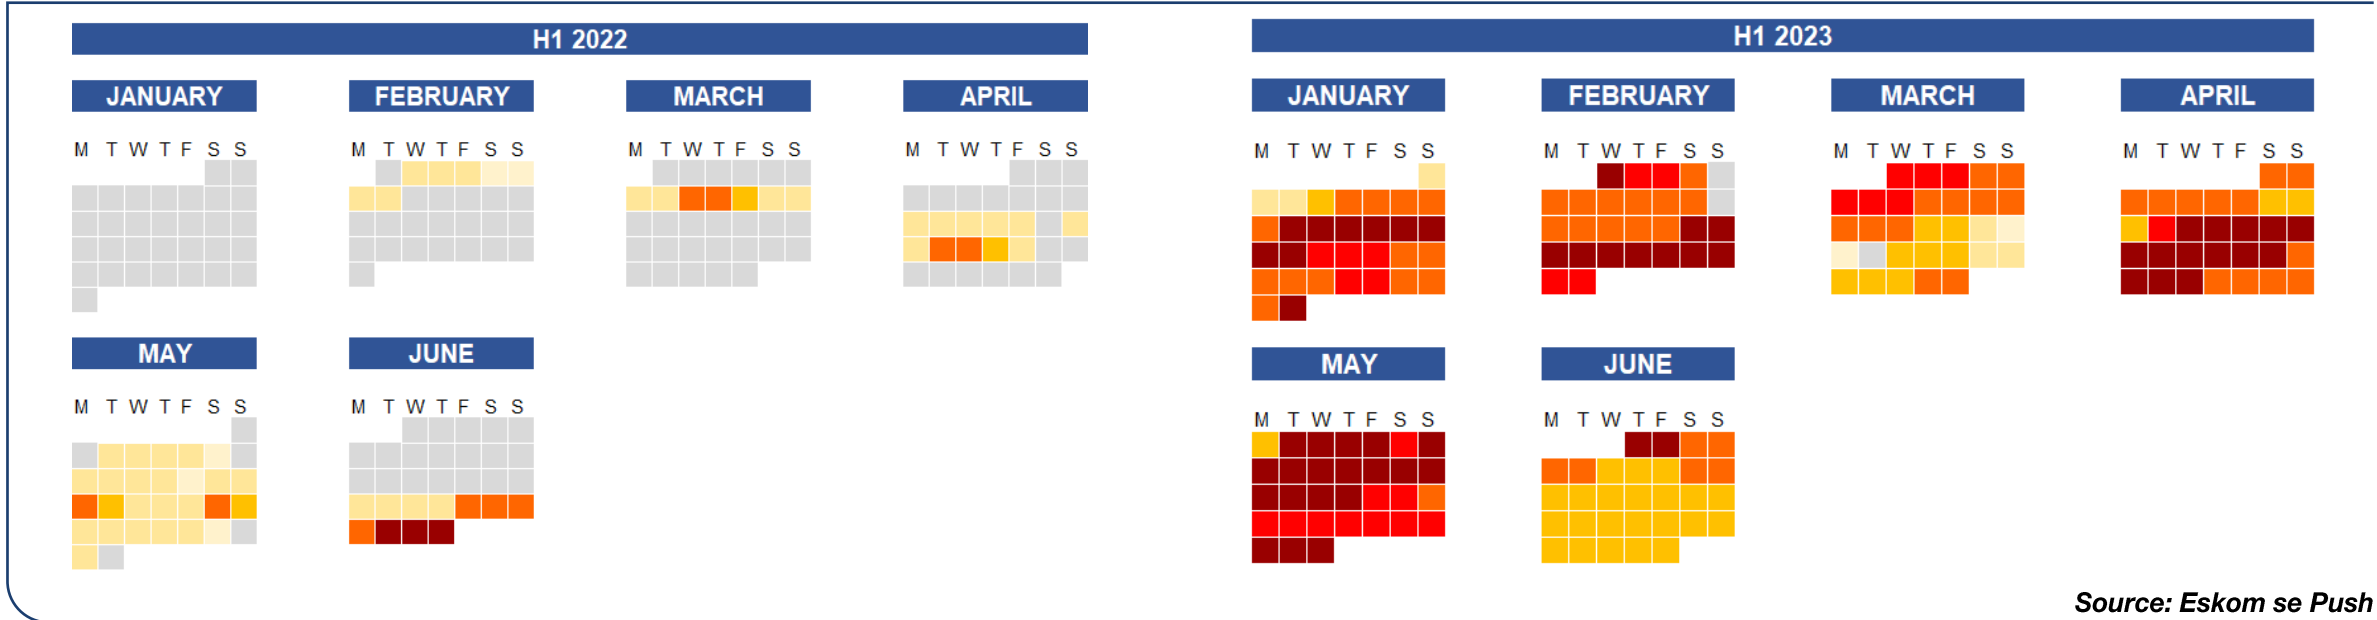 H1 2022
JANUARY FEBRUARY MARCH APRIL
M T W T F S S M T W T F S S M T W T F S S M T W T F S S
MAY JUNE
M T W T F S S M T W T F S S
H1 2023
JANUARY FEBRUARY MARCH APRIL
M T W T F S S M T W T F S S M T W T F S S M T W T F S S
MAY JUNE
M T W T F S S M T W T F S S
Source: Eskom se Push